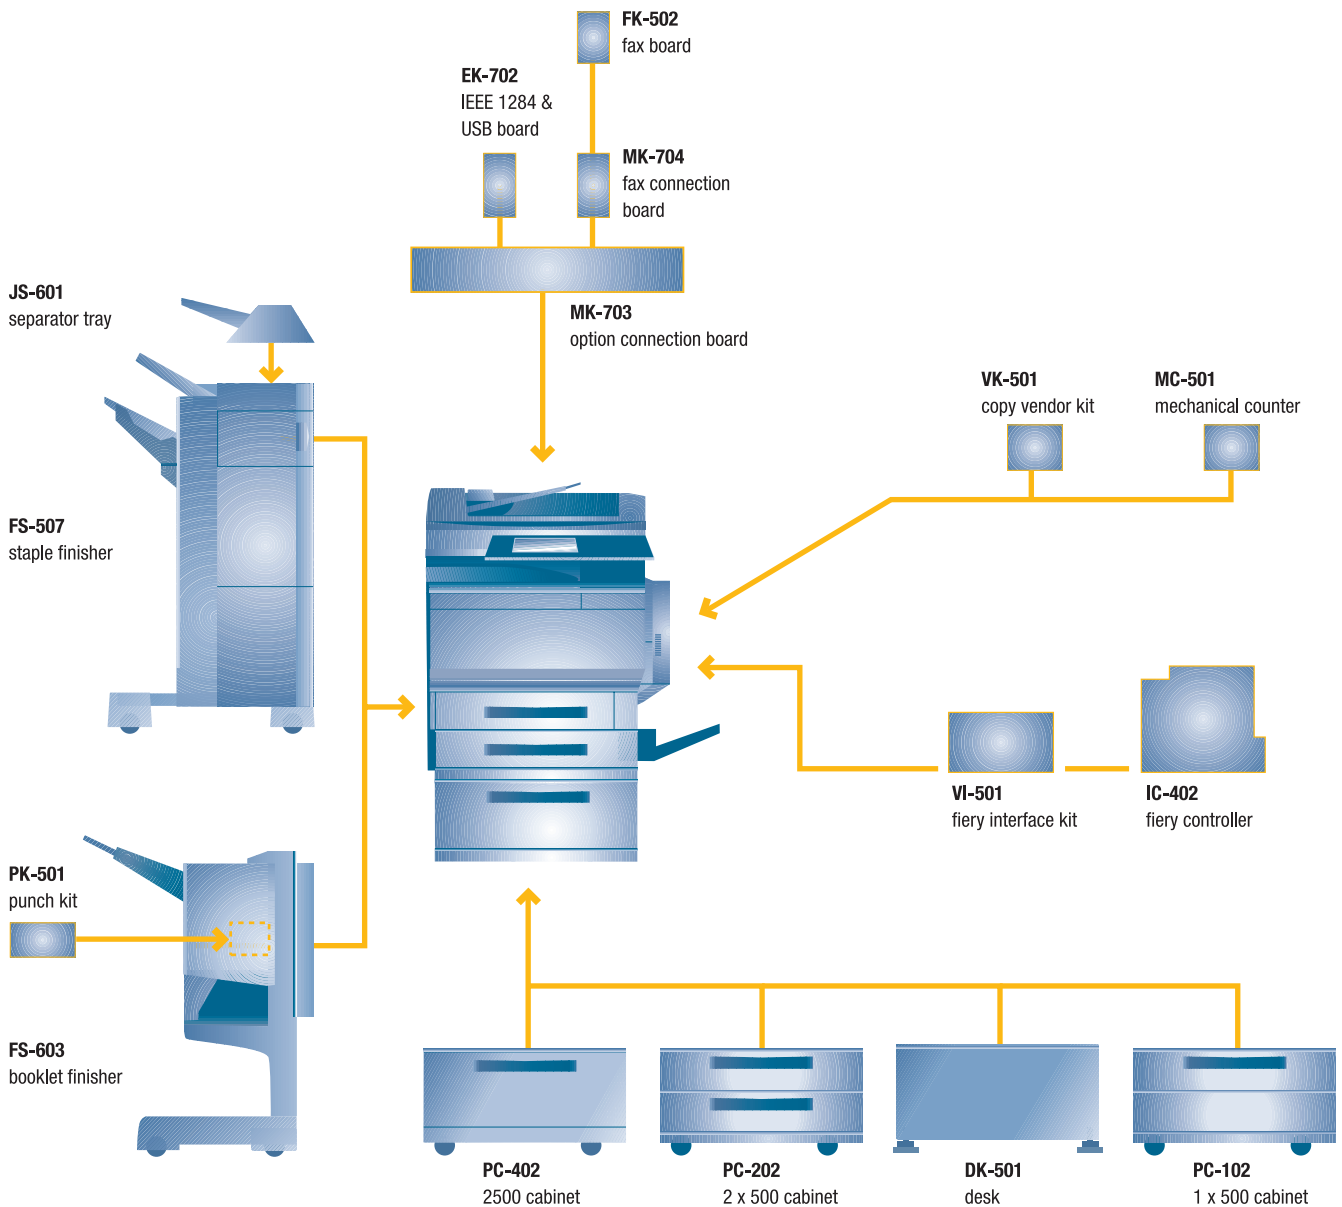 FK-502
fax board
EK-702
IEEE 1284 &
USB board
MK-704
fax connection
board
JS-601
separator tray
MK-703
option connection board
VK-501
copy vendor kit
MC-501
mechanical counter
FS-507
staple finisher
VI-501
fiery interface kit
IC-402
fiery controller
PK-501
punch kit
FS-603
booklet finisher
PC-402
2500 cabinet
PC-202
2 x 500 cabinet
DK-501
desk
PC-102
1 x 500 cabinet